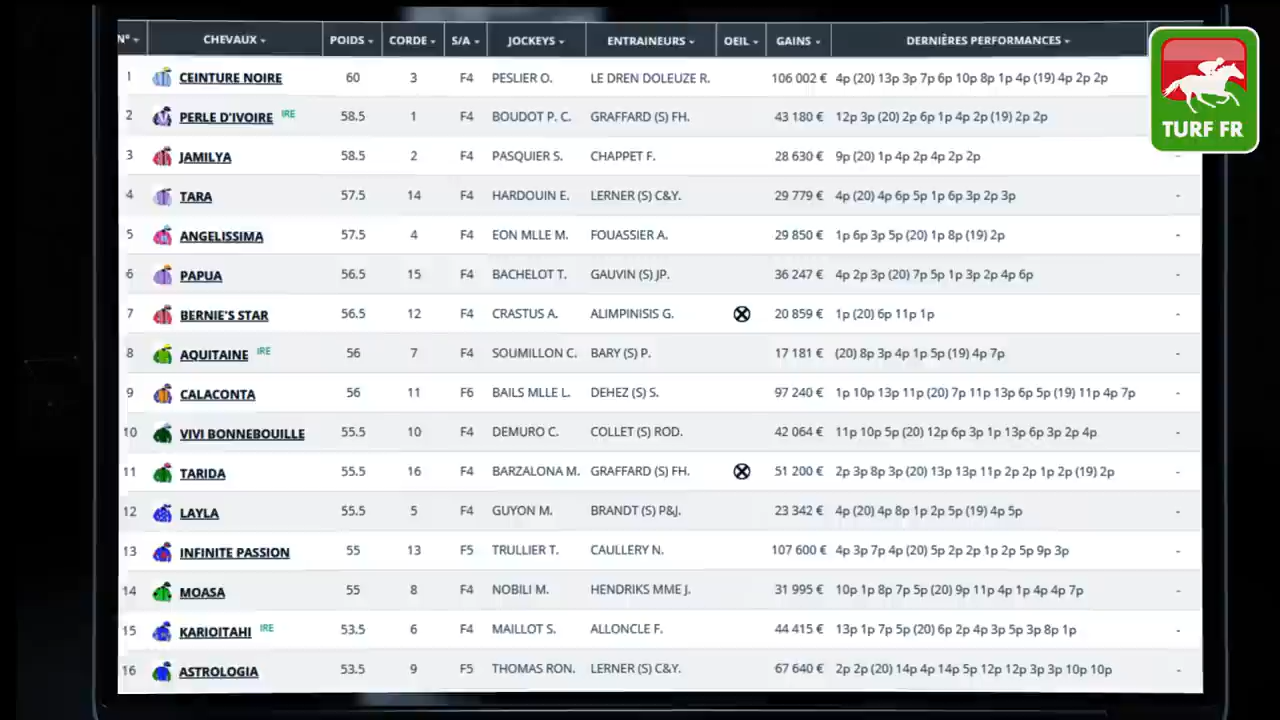 N° CHEVAUX POIDS CORDE S/A JOCKEYS ENTRAINEURS OEIL GAINS DERNIÈRES PERFORMANCES
1 CEINTURE NOIRE 60 3 F4 PESLIER O. LE DREN DOLEUZE R. 106 002 € 4p (20) 13p 3p 7p 6p 10p 8p 1p 4p (19) 4p 2p 2p
2 PERLE D'IVOIRE IRE 58.5 1 F4 BOUDOT P. C. GRAFFARD (S) FH. 43 180 € 12p 3p (20) 2p 6p 1p 4p 2p (19) 2p 2p
TURF FR
3 JAMILYA 58.5 2 F4 PASQUIER S. CHAPPET F. 28 630 € 9p (20) 1p 4p 2p 4p 2p 2p -
4 TARA 57.5 14 F4 HARDOUIN E. LERNER (S) C&Y. 29 779 € 4p (20) 4p 6p 5p 1p 6p 3p 2p 3p -
5 ANGELISSIMA 57.5 4 F4 EON MLLE M. FOUASSIER A. 29 850 € 1p 6p 3p 5p (20) 1p 8p (19) 2p -
6 PAPUA 56.5 15 F4 BACHELOT T. GAUVIN (S) JP. 36 247 € 4p 2p 3p (20) 7p 5p 1p 3p 2p 4p 6p -
7 BERNIE'S STAR 56.5 12 F4 CRASTUS A. ALIMPINISIS G. 20 859 € 1p (20) 6p 11p 1p -
8 AQUITAINE IRE 56 7 F4 SOUMILLON C. BARY (S) P. 17 181 € (20) 8p 3p 4p 1p 5p (19) 4p 7p -
9 CALACONTA 56 11 F6 BAILS MLLE L. DEHEZ (S) S. 97 240 € 1p 10p 13p 11p (20) 7p 11p 13p 6p 5p (19) 11p 4p 7p -
10 VIVI BONNEBOUILLE 55.5 10 F4 DEMURO C. COLLET (S) ROD. 42 064 € 11p 10p 5p (20) 12p 6p 3p 1p 13p 6p 3p 2p 4p -
11 TARIDA 55.5 16 F4 BARZALONA M. GRAFFARD (S) FH. 51 200 € 2p 3p 8p 3p (20) 13p 13p 11p 2p 2p 1p 2p (19) 2p -
12 LAYLA 55.5 5 F4 GUYON M. BRANDT (S) P&J. 23 342 € 4p (20) 4p 8p 1p 2p 5p (19) 4p 5p -
13 INFINITE PASSION 55 13 F5 TRULLIER T. CAULLERY N. 107 600 € 4p 3p 7p 4p (20) 5p 2p 2p 1p 2p 5p 9p 3p -
14 MOASA 55 8 F4 NOBILI M. HENDRIKS MME J. 31 995 € 10p 1p 8p 7p 5p (20) 9p 11p 4p 1p 4p 4p 7p -
15 KARIOITAHI IRE 53.5 6 F4 MAILLOT S. ALLONCLE F. 44 415 € 13p 1p 7p 5p (20) 6p 2p 4p 3p 5p 3p 8p 1p -
16 ASTROLOGIA 53.5 9 F5 THOMAS RON. LERNER (S) C&Y. 67 640 € 2p 2p (20) 14p 4p 14p 5p 12p 12p 3p 3p 10p 10p -